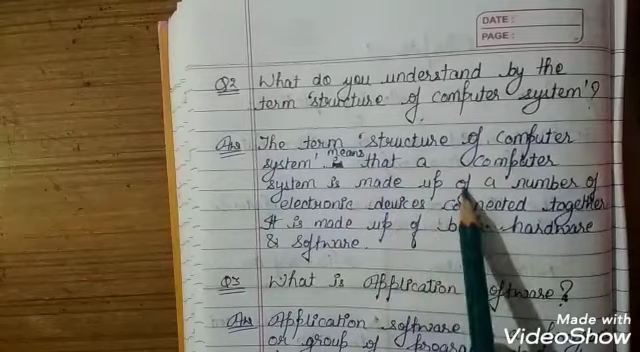 DATE :
PAGE :
Q2 What do you understand by the
term 'structure of computer system'?
Ans The term 'structure of computer
system' means that a computer
system is made up of a number of
electronic devices connected together
It is made up of hardware
& software.
Q3 What is Application software?
Ans Application software
or group of
Made with
VideoShow